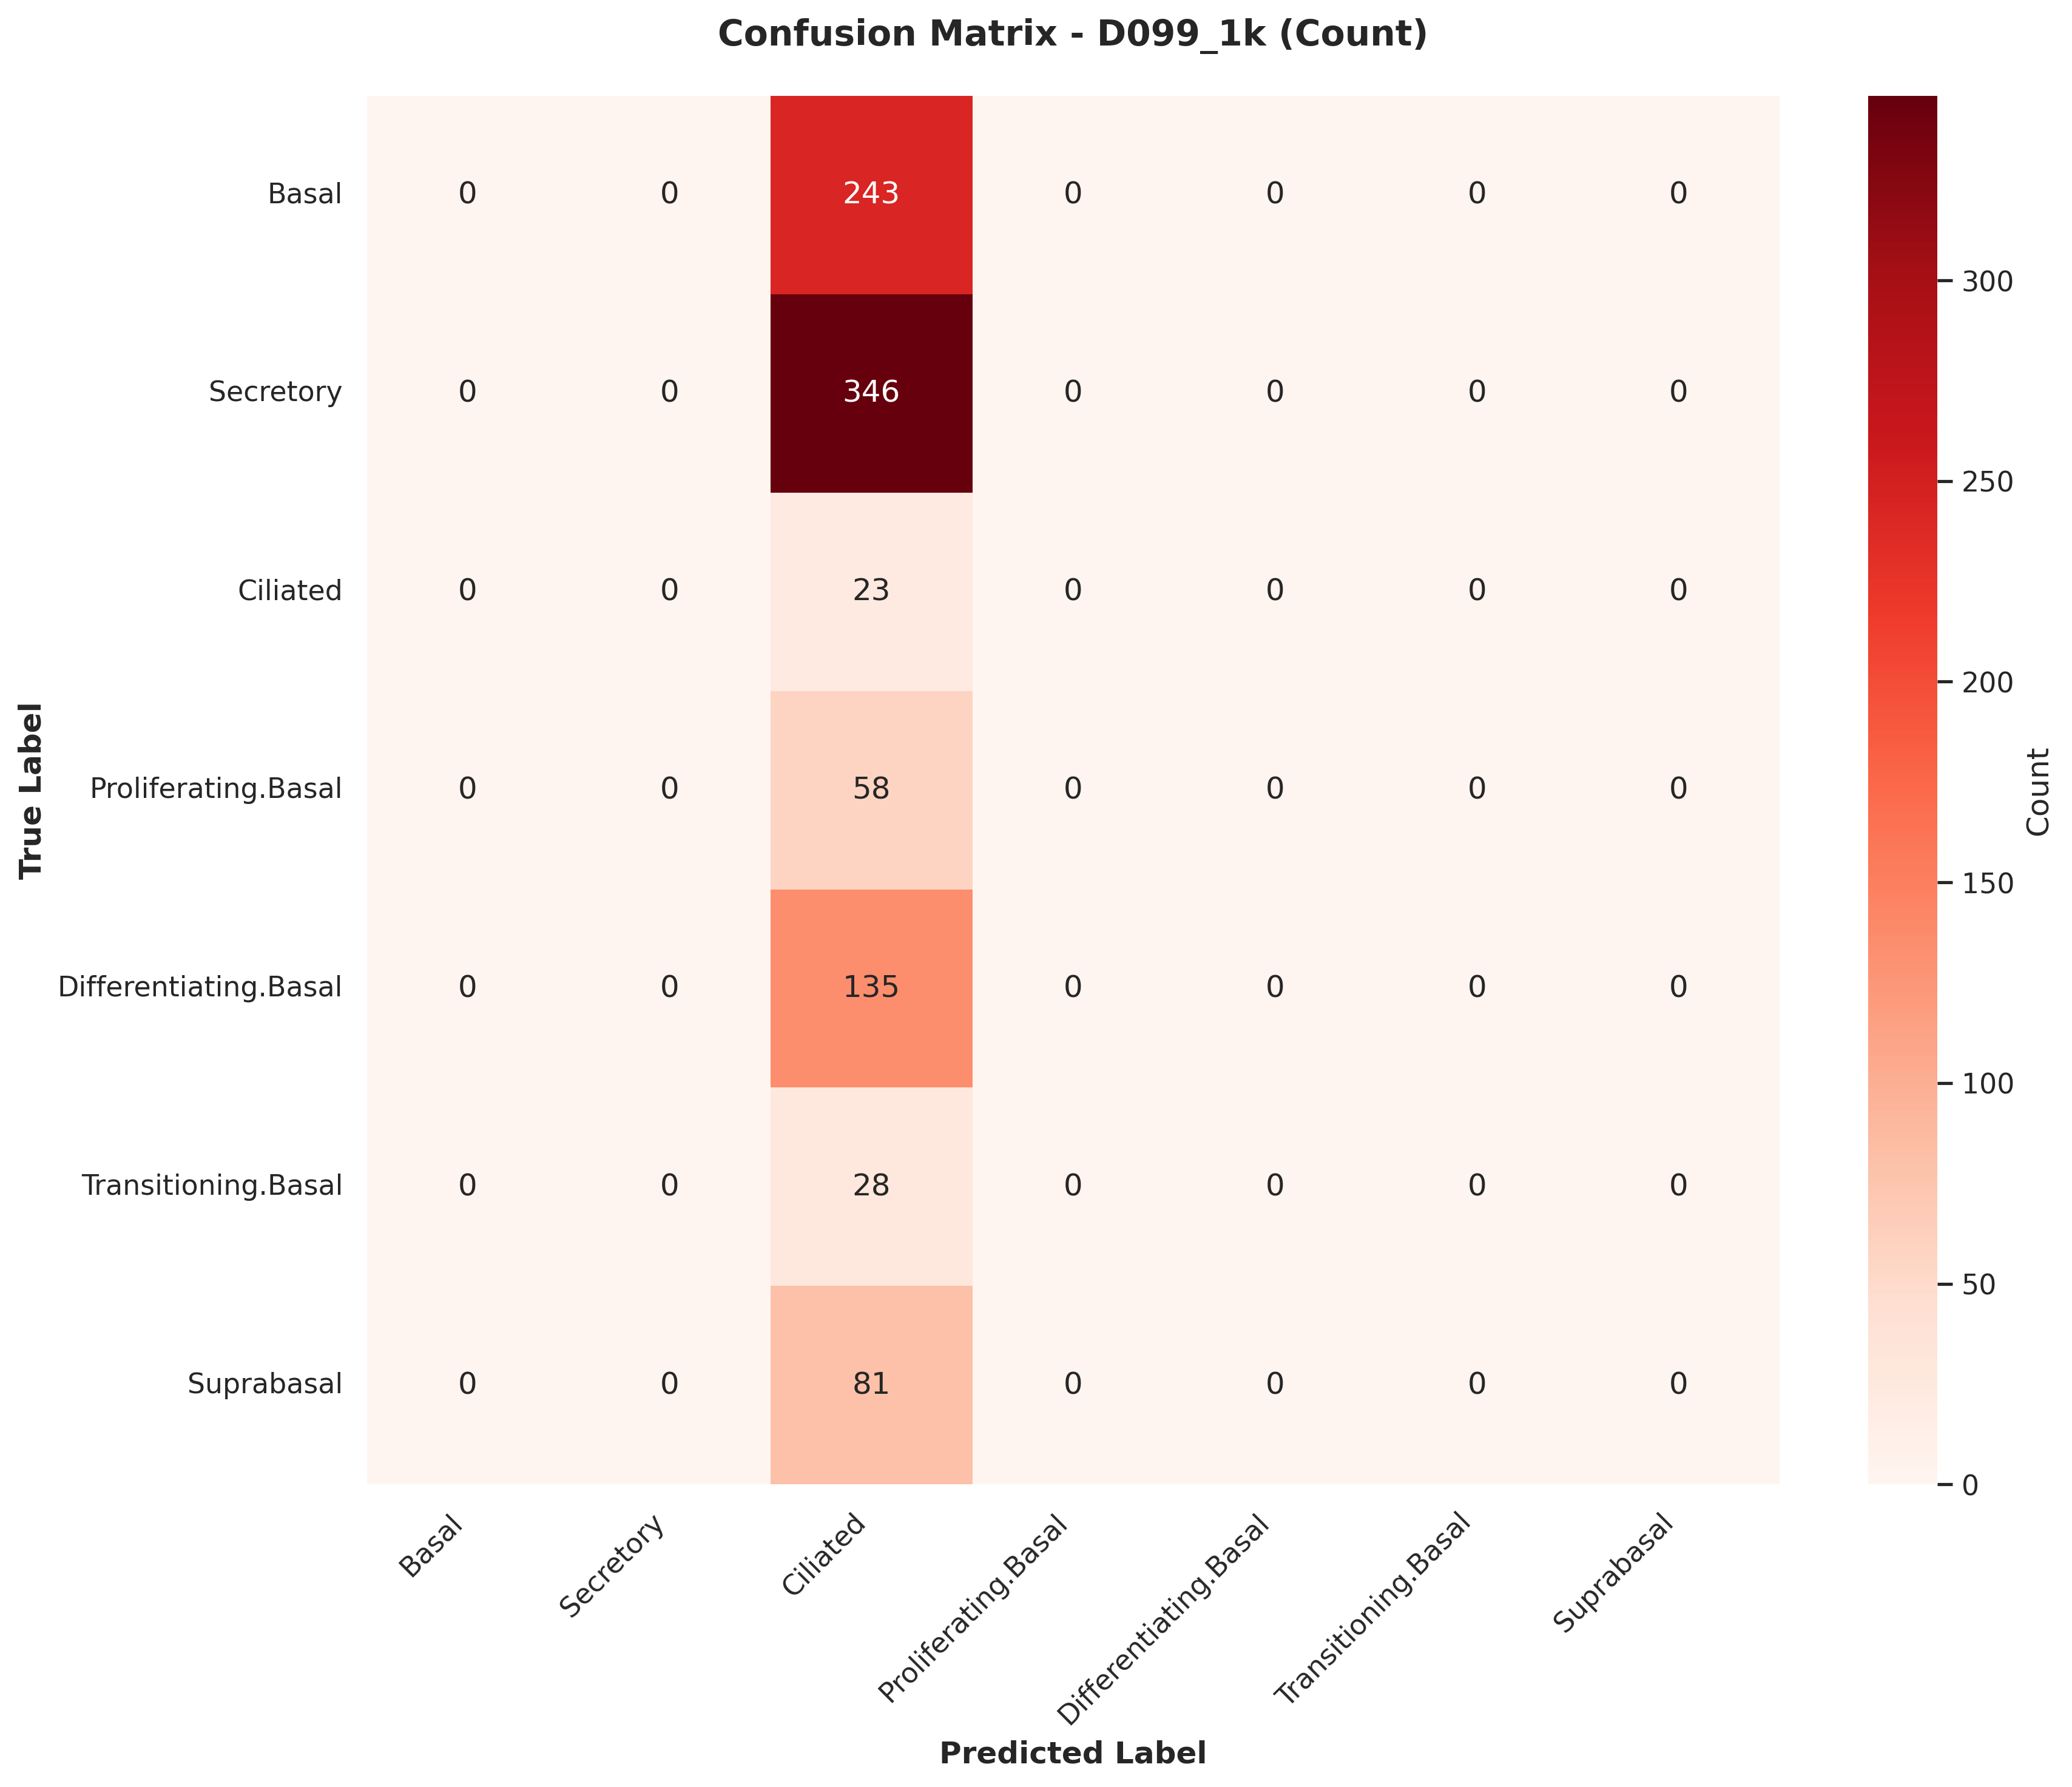 Confusion Matrix - D099_1k (Count)
True Label
Basal 0 0 243 0 0 0 0
Secretory 0 0 346 0 0 0 0
Ciliated 0 0 23 0 0 0 0
Proliferating.Basal 0 0 58 0 0 0 0
Differentiating.Basal 0 0 135 0 0 0 0
Transitioning.Basal 0 0 28 0 0 0 0
Suprabasal 0 0 81 0 0 0 0
Basal Secretory Ciliated Proliferating.Basal Differentiating.Basal Transitioning.Basal Suprabasal
Predicted Label
300
250
200
150
100
50
0
Count